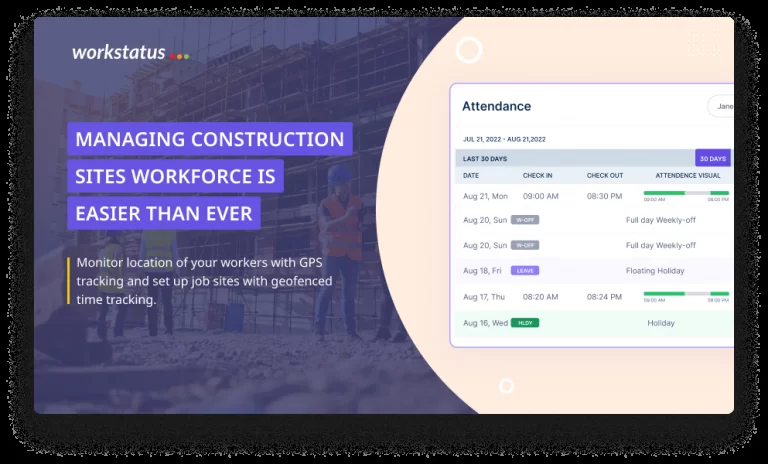 workstatus
MANAGING CONSTRUCTION
SITES WORKFORCE IS
EASIER THAN EVER
Monitor location of your workers with GPS
tracking and set up job sites with geofenced
time tracking.
Attendance
Jane
JUL 21, 2022 - AUG 21,2022
LAST 30 DAYS 30 DAYS
DATE CHECK IN CHECK OUT ATTENDENCE VISUAL
Aug 21, Mon 09:00 AM 08:30 PM
09:00 AM 08:00 PM
Aug 20, Sun W-OFF Full day Weekly-off
Aug 20, Sun W-OFF Full day Weekly-off
Aug 18, Fri LEAVE Floating Holiday
Aug 17, Thu 08:20 AM 08:24 PM
09:00 AM 08:00 PM
Aug 16, Wed HLDY Holiday